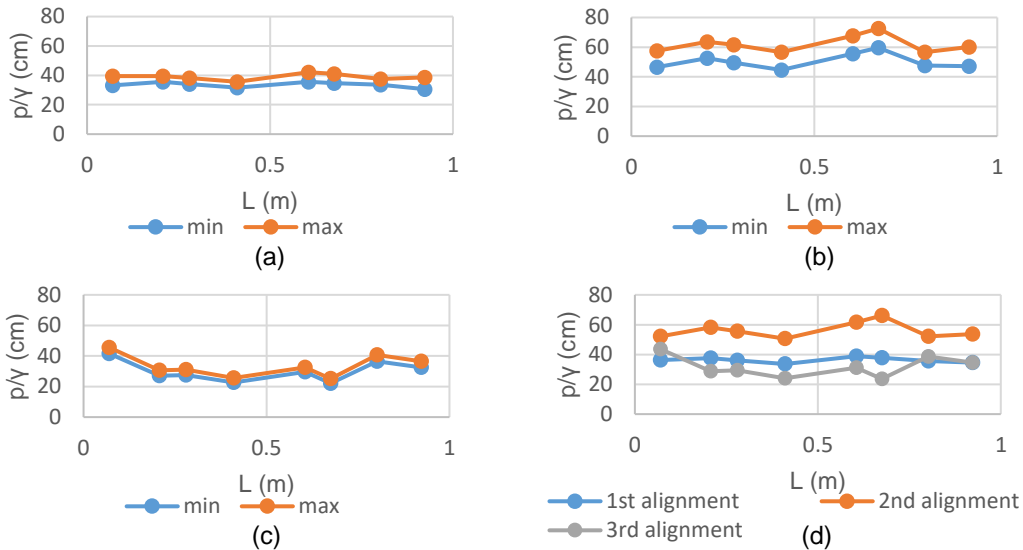 80
60
40
20
0
p/γ (cm)
0 0.5 1
L (m)
min max
(a)
80
60
40
20
0
p/γ (cm)
0 0.5 1
L (m)
min max
(b)
80
60
40
20
0
p/γ (cm)
0 0.5 1
L (m)
min max
(c)
80
60
40
20
0
p/γ (cm)
0 0.5 1
L (m)
1st alignment 2nd alignment
3rd alignment
(d)